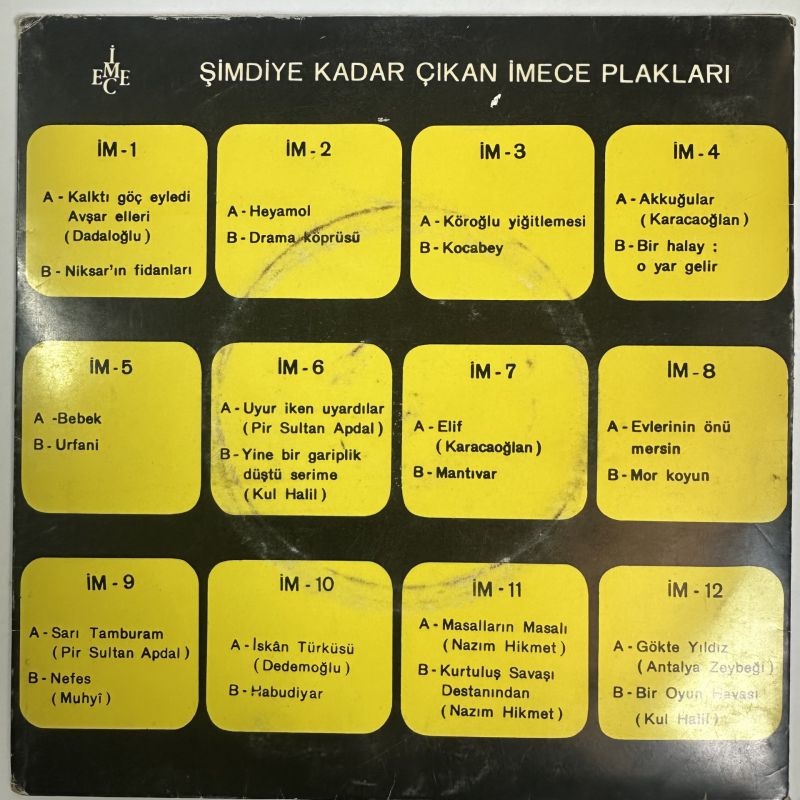 İMECE
ŞİMDİYE KADAR ÇIKAN İMECE PLAKLARI
İM-1
A - Kalktı göç eyledi
Avşar elleri
(Dadaloğlu)
B - Niksar'ın fidanları
İM-2
A - Heyamol
B - Drama köprüsü
İM-3
A - Köroğlu yiğitlemesi
B - Kocabey
İM-4
A - Akkuğular
(Karacaoğlan)
B - Bir halay :
o yar gelir
İM-5
A -Bebek
B - Urfani
İM-6
A - Uyur iken uyardılar
(Pir Sultan Apdal)
B - Yine bir gariplik
düştü serime
(Kul Halil)
İM-7
A - Elif
(Karacaoğlan)
B - Mantıvar
İM-8
A - Evlerinin önü
mersin
B - Mor koyun
İM-9
A - Sarı Tamburam
(Pir Sultan Apdal)
B - Nefes
(Muhyî)
İM-10
A - İskân Türküsü
(Dedemoğlu)
B - Habudiyar
İM-11
A - Masalların Masalı
(Nazım Hikmet)
B - Kurtuluş Savaşı
Destanından
(Nazım Hikmet)
İM-12
A - Gökte Yıldız
(Antalya Zeybeği)
B - Bir Oyun Havası
(Kul Halil)